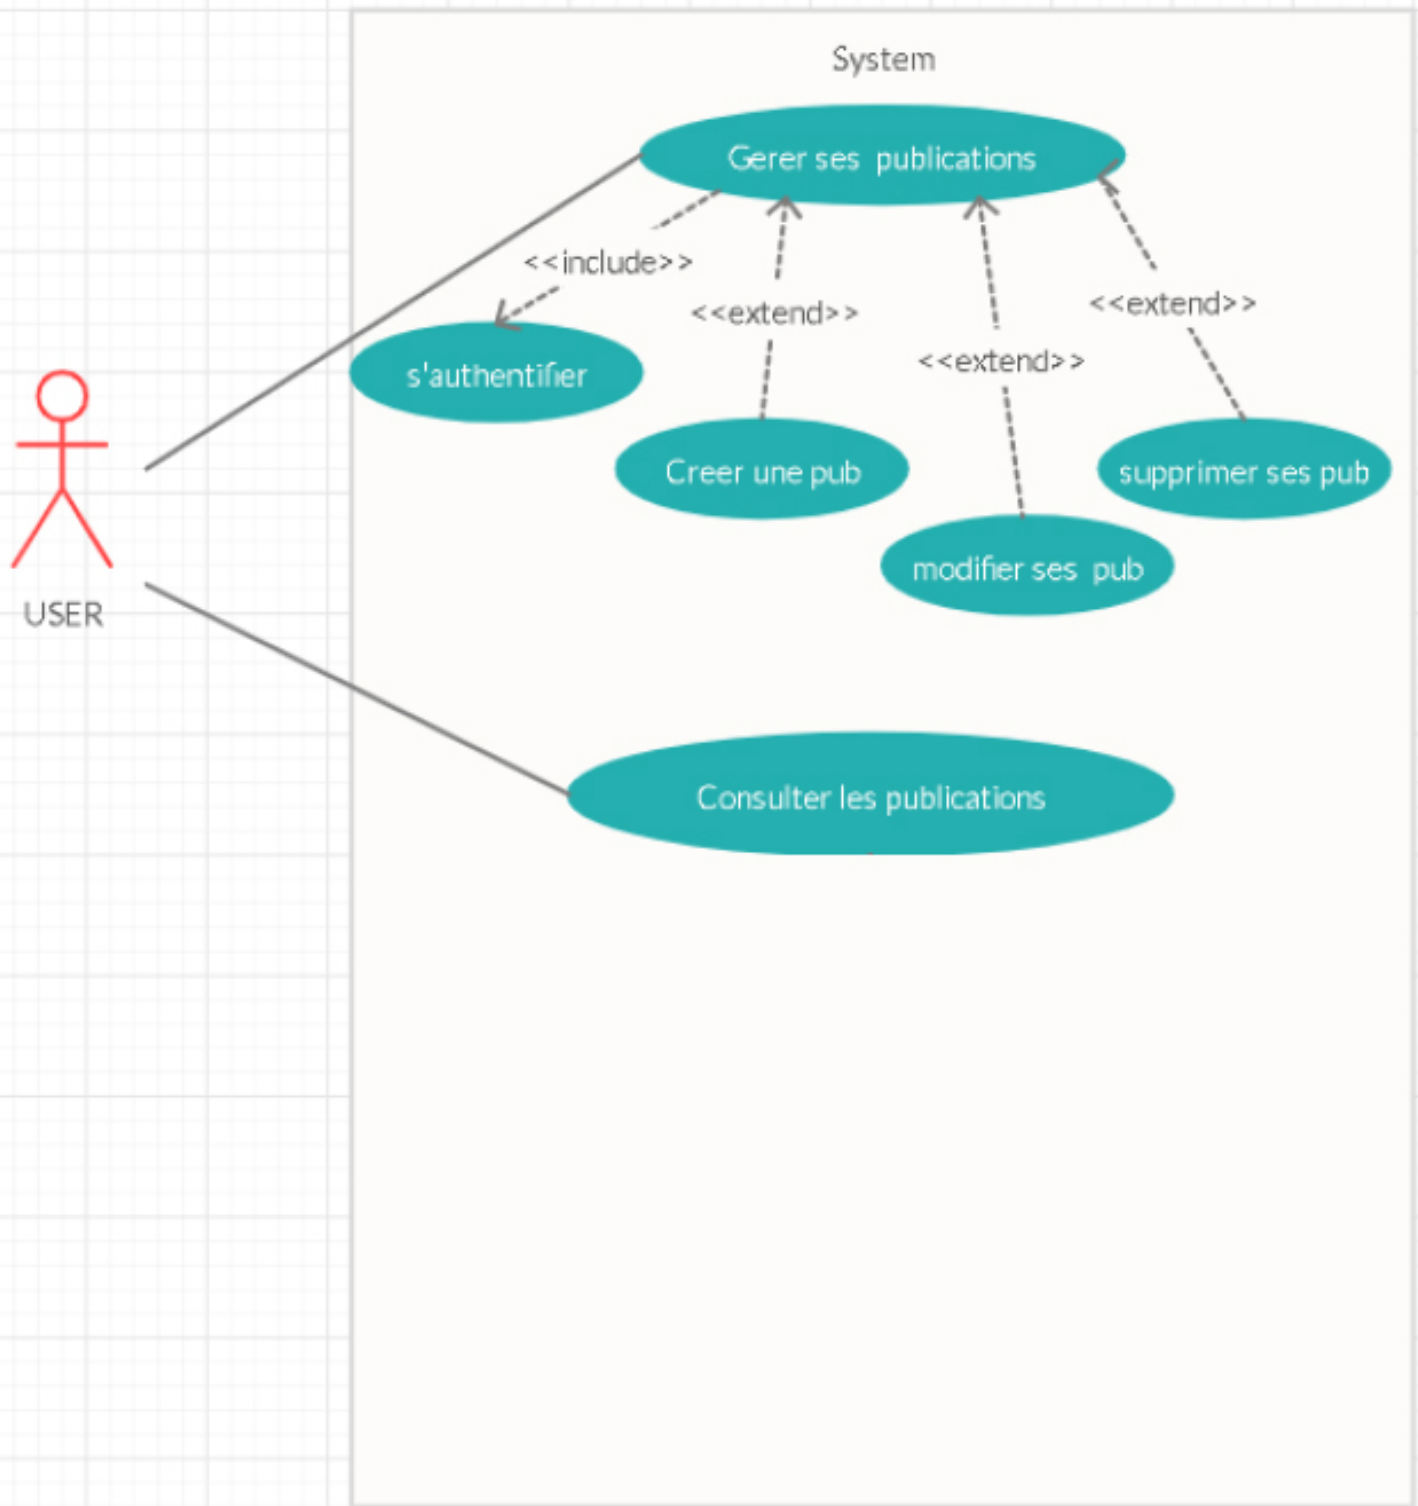 System
Gerer ses publications
<<include>>
<<extend>>
<<extend>>
<<extend>>
s'authentifier
Creer une pub
supprimer ses pub
modifier ses pub
USER
Consulter les publications